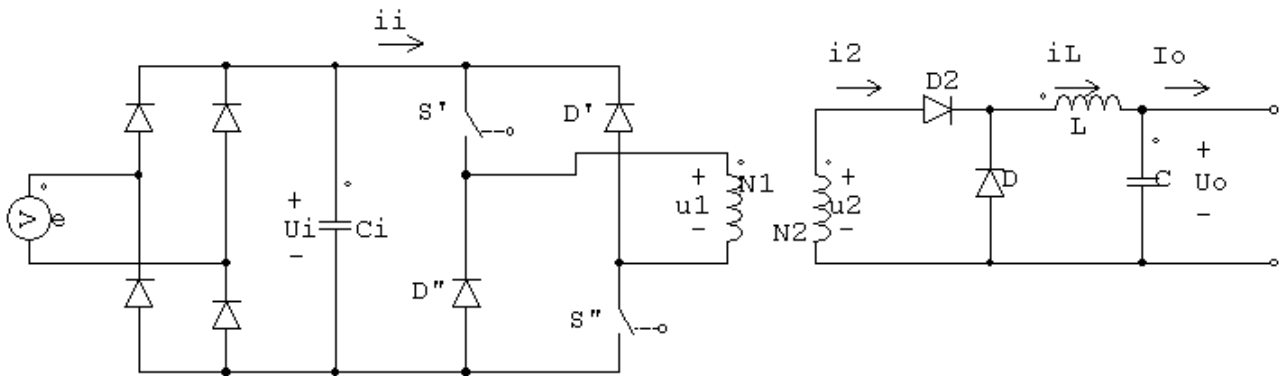 ii
i2
iL
Io
D2
S'
D'
L
+
N1
+
+
+
V
e
Ui
Ci
u1
u2
D
C
Uo
-
-
-
-
N2
D"
S"